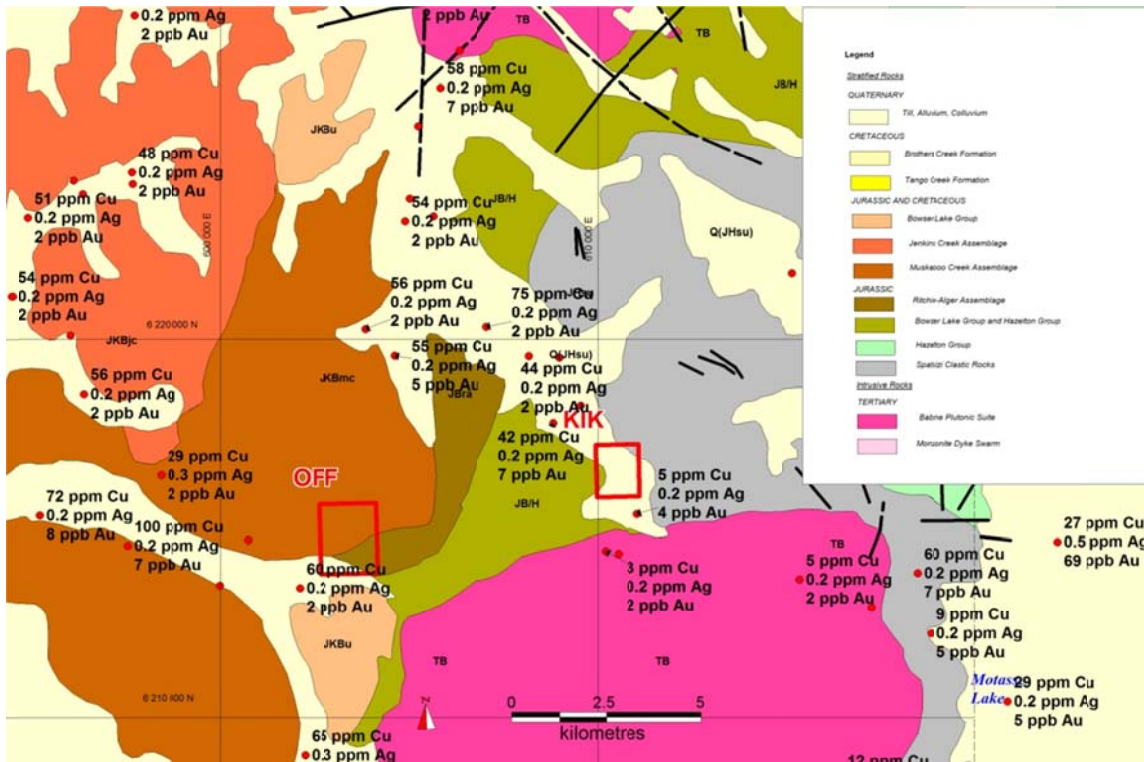 0.2 ppm Ag
2 ppb Au
2 ppb Au
TB
TB
58 ppm Cu
0.2 ppm Ag
7 ppb Au
J8/H
JKBu
48 ppm Cu
0.2 ppm Ag
2 ppb Au
51 ppm Cu
0.2 ppm Ag
2 ppb Au
54 ppm Cu
0.2 ppm Ag
2 ppb Au
JB/H
610 000 E
Q(JHsu)
54 ppm Cu
0.2 ppm Ag
2 ppb Au
6 220000 N
JKBjc
56 ppm Cu
0.2 ppm Ag
2 ppb Au
75 ppm Cu
0.2 ppm Ag
2 ppb Au
55 ppm Cu
0.2 ppm Ag
5 ppb Au
JKBmc
JBra
Q(JHsu)
44 ppm Cu
0.2 ppm Ag
2 ppb Au
56 ppm Cu
0.2 ppm Ag
2 ppb Au
KIK
42 ppm Cu
0.2 ppm Ag
7 ppb Au
JB/H
29 ppm Cu
0.3 ppm Ag
2 ppb Au
OFF
5 ppm Cu
0.2 ppm Ag
4 ppb Au
72 ppm Cu
0.2 ppm Ag
8 ppb Au
100 ppm Cu
0.2 ppm Ag
7 ppb Au
60 ppm Cu
0.2 ppm Ag
2 ppb Au
JKBu
3 ppm Cu
0.2 ppm Ag
2 ppb Au
TB
5 ppm Cu
0.2 ppm Ag
2 ppb Au
60 ppm Cu
0.2 ppm Ag
7 ppb Au
27 ppm Cu
0.5 ppm Ag
69 ppb Au
9 ppm Cu
0.2 ppm Ag
5 ppb Au
TB
TB
Motase
Lake
29 ppm Cu
0.2 ppm Ag
5 ppb Au
N
0 2.5 5
kilometres
65 ppm Cu
0.3 ppm Ag
12 ppm Cu
Legend
Stratified Rocks
QUATERNARY
Till, Alluvium, Colluvium
CRETACEOUS
Brothers Creek Formation
Tango Creek Formation
JURASSIC AND CRETACEOUS
Bowser Lake Group
Jenkins Creek Assemblage
Muskaboo Creek Assemblage
JURASSIC
Ritchie-Alger Assemblage
Bowser Lake Group and Hazelton Group
Hazelton Group
Spatsizi Clastic Rocks
Intrusive Rocks
TERTIARY
Babine Plutonic Suite